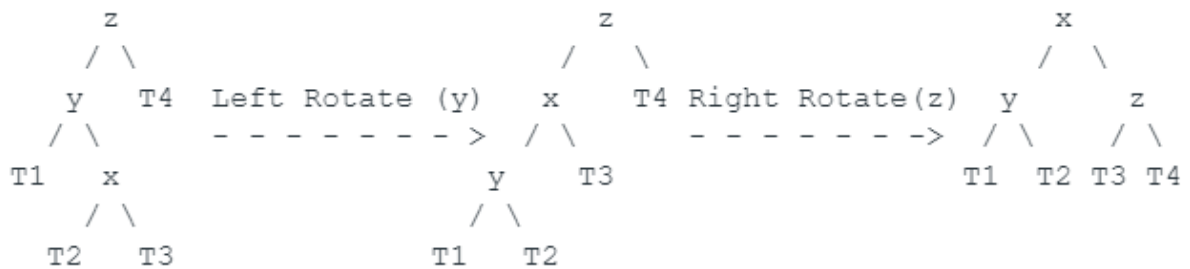 z z x
/ \ / \ / \
y T4 Left Rotate (y) x T4 Right Rotate(z) y z
/ \ - - - - - - - - > / \ - - - - - - - -> / \ / \
T1 x y T3 T1 T2 T3 T4
/ \ / \
T2 T3 T1 T2